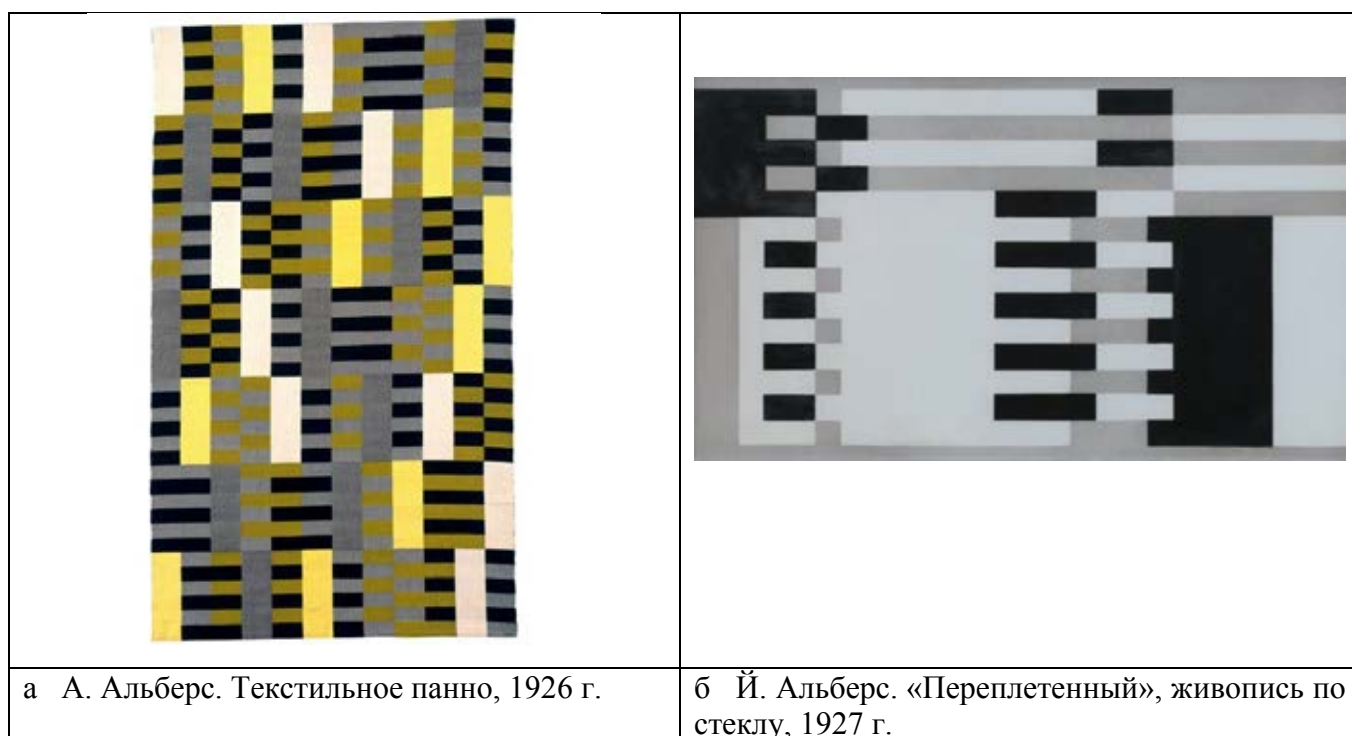 а А. Альберс. Текстильное панно, 1926 г.
б Й. Альберс. «Переплетенный», живопись по
стеклу, 1927 г.